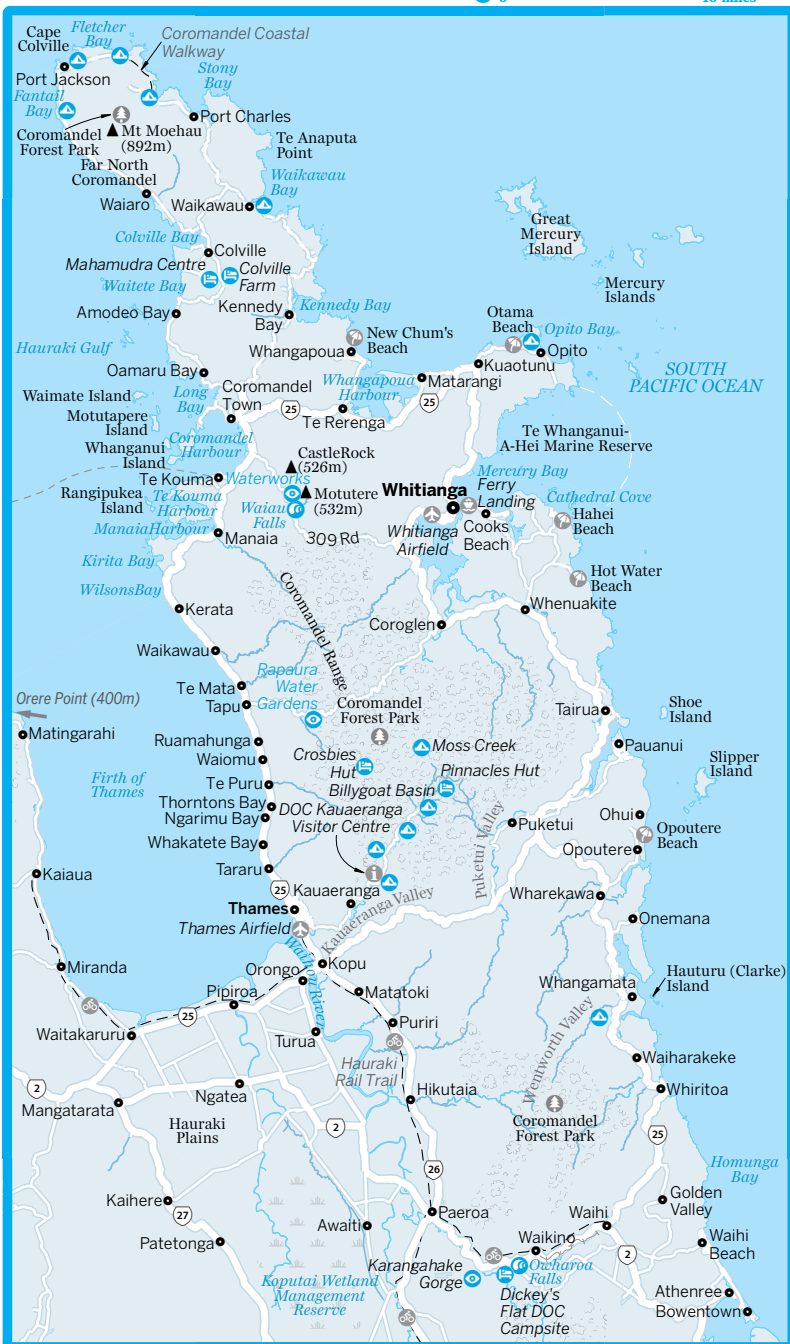 Cape
Colville
Fletcher
Bay
Coromandel Coastal
Walkway
Port Jackson
Stony
Bay
Fantail
Bay
Port Charles
Coromandel
Forest Park
Mt Moehau
(892m)
Te Anaputa
Point
Far North
Coromandel
Waikawau
Bay
Waiaro
Waikawau
Great
Mercury
Island
Colville Bay
Colville
Mahamudra Centre
Colville
Farm
Waitete Bay
Mercury
Islands
Amodeo Bay
Kennedy
Bay
Kennedy Bay
Otama
Beach
Opito Bay
New Chum's
Beach
Hauraki Gulf
Whangapoua
Opito
Kuaotunu
SOUTH
PACIFIC OCEAN
Oamaru Bay
Whangapoua
Harbour
Matarangi
Waimate Island
Long
Bay
Coromandel
Town
25
25
Motutapere
Island
Te Rerenga
Te Whanganui-
A-Hei Marine Reserve
Whanganui
Island
Coromandel
Harbour
CastleRock
(526m)
Mercury Bay
Te Kouma
Waterworks
Whitianga
Ferry
Landing
Cathedral Cove
Rangipukea
Island
Te Kouma
Harbour
Motutere
(532m)
Waiau
Falls
Hahei
Beach
ManaiaHarbour
Manaia
309 Rd
Whitianga
Airfield
Cooks
Beach
Kirita Bay
WilsonsBay
Hot Water
Beach
Coromandel Range
Kerata
Whenuakite
Coroglen
Waikawau
Rapaura
Water
Gardens
Te Mata
Tapu
Orere Point (400m)
Coromandel
Forest Park
Tairua
Shoe
Island
Matingarahi
Ruamahunga
Waiomu
Moss Creek
Pauanui
Crosbies
Hut
Pinnacles Hut
Slipper
Island
Firth of
Thames
Te Puru
Billygoat Basin
Thorntons Bay
Ngarimu Bay
DOC Kauaeranga
Visitor Centre
Puketui Valley
Puketui
Ohui
Opoutere
Beach
Whakatete Bay
Opoutere
Tararu
Kaiaua
25
Kauaeranga
Wharekawa
Thames
Kauaeranga Valley
Onemana
Thames Airfield
Waihou River
Kopu
Miranda
Orongo
Hauturu (Clarke)
Island
Pipiroa
Matatoki
Whangamata
25
Puriri
Waitakaruru
Turua
Wentworth Valley
Hauraki
Rail Trail
Waiharakeke
2
Ngatea
Hikutaia
Whiritoa
Mangatarata
Hauraki
Plains
2
Coromandel
Forest Park
25
26
Homunga
Bay
Kaihere
27
Paeroa
Golden
Valley
Patetonga
Awaiti
Waihi
Waikino
Waihi
Beach
2
Karangahake
Gorge
Owharoa
Falls
Koputai Wetland
Management
Reserve
Dickey's
Flat DOC
Campsite
Athenree
Bowentown